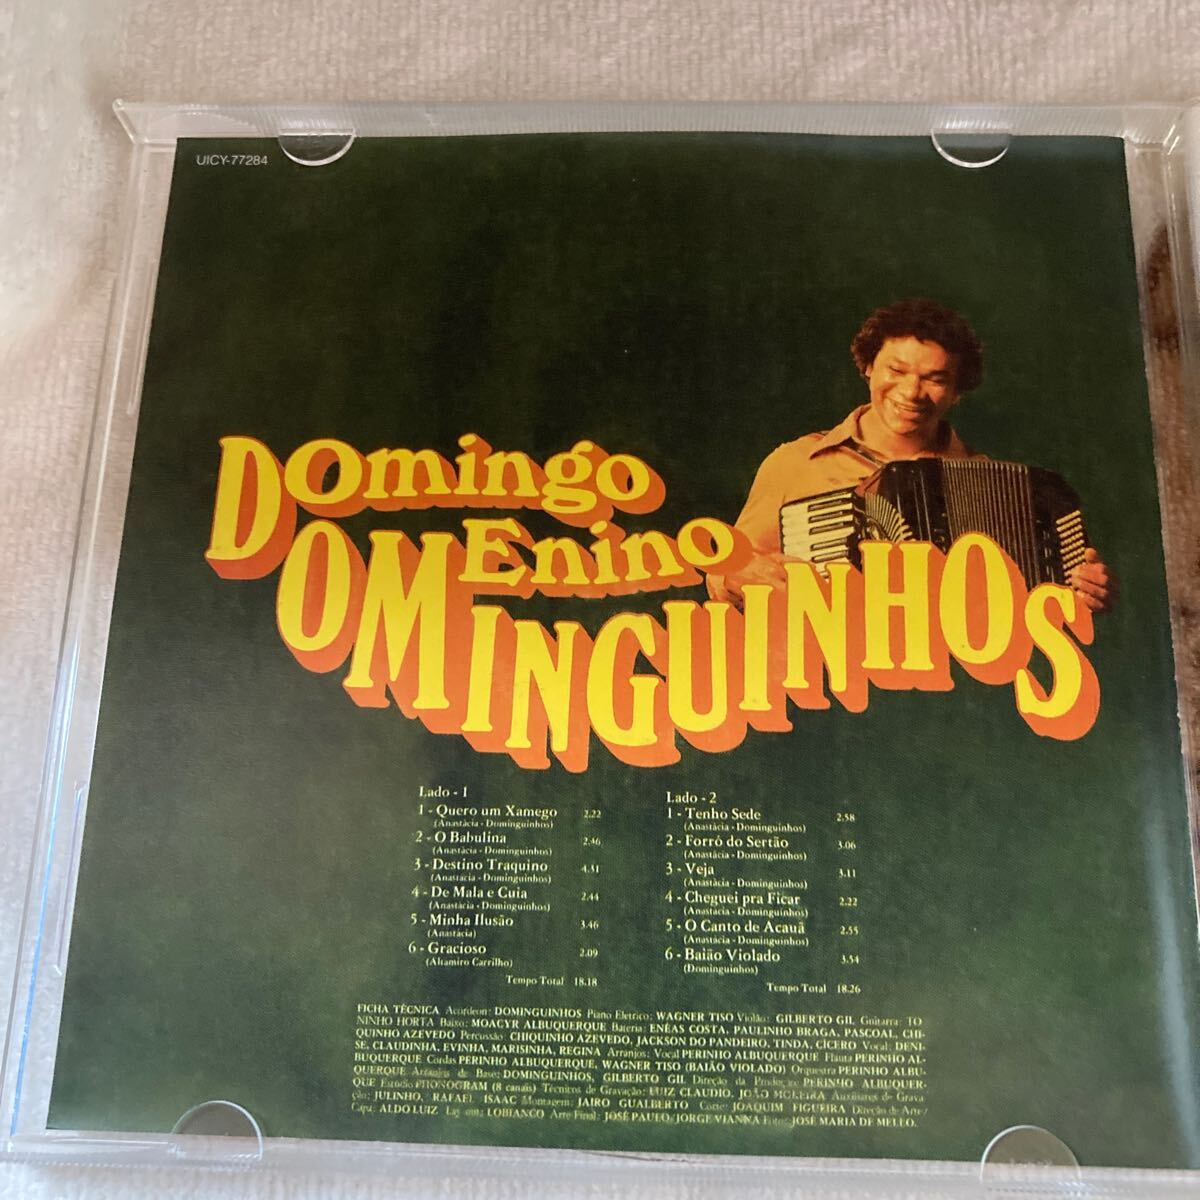 UICY-77284
Domingo
MEnino
DOMINGUINHOS
Lado - 1
1 - Quero um Xamego 2.22
(Anastácia - Dominguinhos)
2 - O Babulina 2.46
(Anastácia - Dominguinhos)
3 - Destino Traquino 4.31
(Anastácia - Dominguinhos)
4 - De Mala e Cuia 2.44
(Anastácia - Dominguinhos)
5 - Minha Ilusão 3.46
(Anastácia)
6 - Gracioso 2.09
(Altamiro Carrilho)
Tempo Total 18.18
Lado - 2
1 - Tenho Sede 2.58
(Anastácia - Dominguinhos)
2 - Forró do Sertão 3.06
(Anastácia - Dominguinhos)
3 - Veja 3.11
(Anastácia - Dominguinhos)
4 - Cheguei pra Ficar 2.22
(Anastácia - Dominguinhos)
5 - O Canto de Acauã 2.55
(Anastácia - Dominguinhos)
6 - Baião Violado 3.54
(Dominguinhos)
Tempo Total 18.26
FICHA TÉCNICA Acordeon: DOMINGUINHOS Piano Eletrico: WAGNER TISO Violão: GILBERTO GIL Guitarra: TO
NINHO HORTA Baixo: MOACYR ALBUQUERQUE Bateria: ENÉAS COSTA, PAULINHO BRAGA, PASCOAL, CHI-
QUINHO AZEVEDO Percussão: CHIQUINHO AZEVEDO, JACKSON DO PANDEIRO, TINDA, CÍCERO Vocal: DENI-
SE, CLAUDINHA, EVINHA, MARISINHA, REGINA Arranjos: Vocal PERINHO ALBUQUERQUE Flauta PERINHO AL-
BUQUERQUE Cordas PERINHO ALBUQUERQUE, WAGNER TISO (BAIÃO VIOLADO) Orquestra PERINHO ALBU-
QUERQUE Arranjos de Base: DOMINGUINHOS, GILBERTO GIL Direção da Produção: PERINHO ALBUQUER-
QUE Estúdio PHONOGRAM (8 canais) Técnicos de Gravação: LUIZ CLAUDIO, JOÃO MOREIRA Auxiliares de Grava
ção: JULINHO, RAFAEL ISAAC Montagem: JAIRO GUALBERTO Corte: JOAQUIM FIGUEIRA Direção de Arte/
Capa: ALDO LUIZ Lay out: LOBIANCO Arte Final: JOSÉ PAULO/JORGE VIANNA Foto: JOSÉ MARIA DE MELLO.